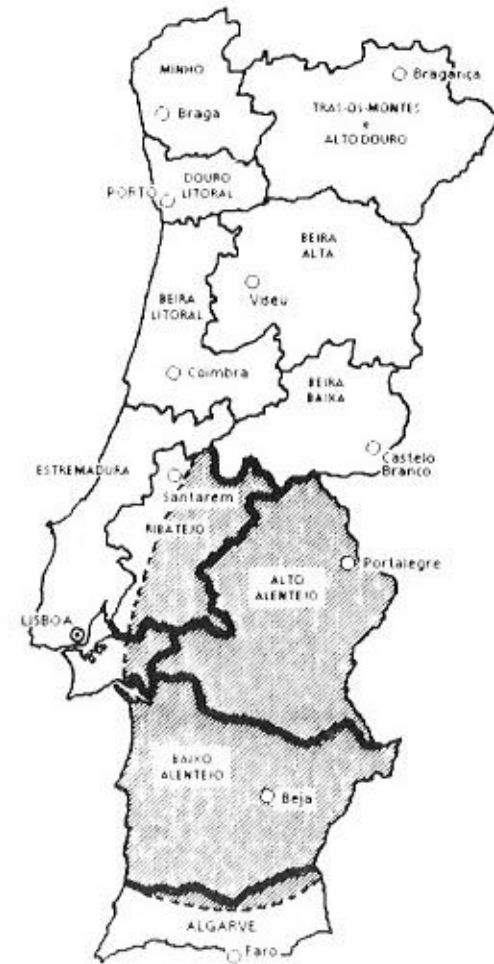 MINHO
Bragança
Braga
TRAS-OS-MONTES
e
ALTO DOURO
DOURO
LITORAL
PORTO
BEIRA
ALTA
BEIRA
LITORAL
Viseu
Coimbra
BEIRA
BAIXA
Castelo
Branco
ESTREMADURA
Santarem
RIBATEJO
Portalegre
ALTO
ALENTEJO
LISBOA
BAIXO
ALENTEJO
Beja
ALGARVE
Faro